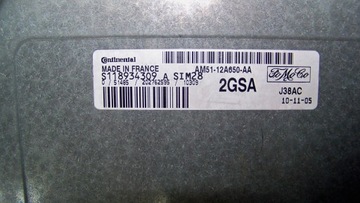 Continental
MADE IN FRANCE AM51-12A650-AA
S118934309 A SIM28
2GSA
FoMoCo
J38AC
10-11-05